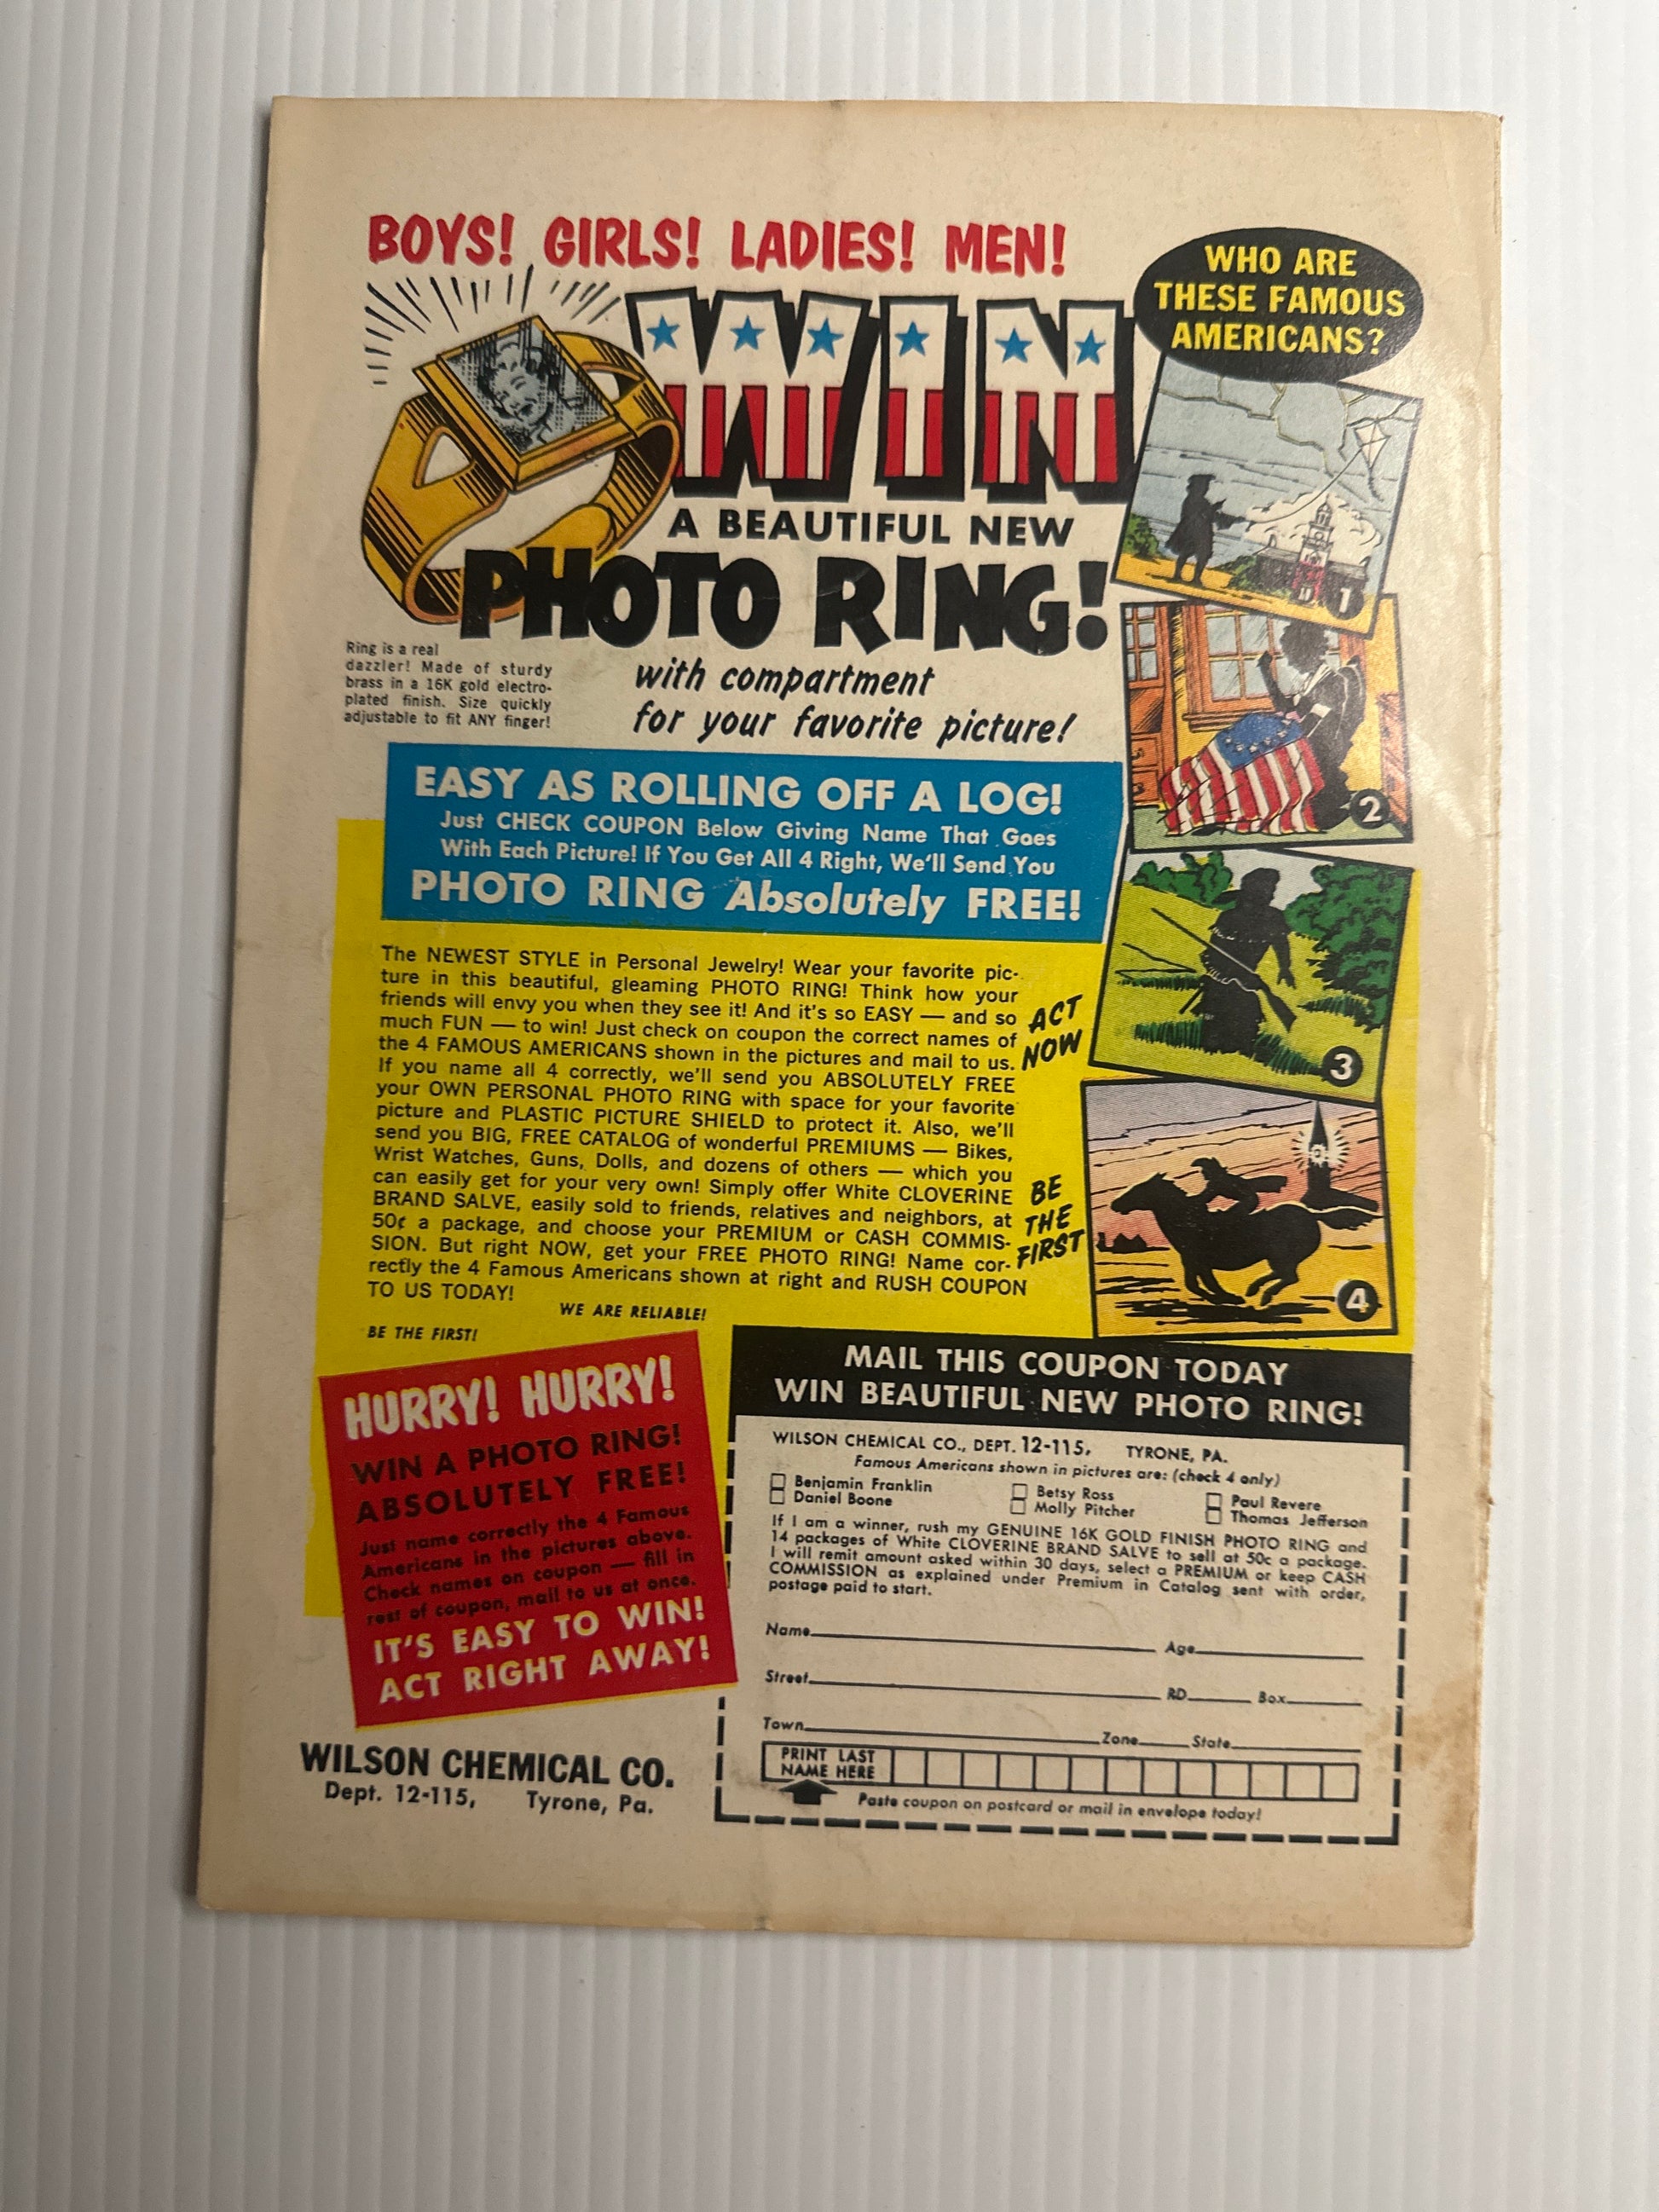 BOYS! GIRLS! LADIES! MEN!
WIN
A BEAUTIFUL NEW
PHOTO RING!
with compartment
for your favorite picture!
Ring is a real
dazzler! Made of sturdy
brass in a 16K gold electro-
plated finish. Size quickly
adjustable to fit ANY finger!
WHO ARE
THESE FAMOUS
AMERICANS?
1
2
3
4
EASY AS ROLLING OFF A LOG!
Just CHECK COUPON Below Giving Name That Goes
With Each Picture! If You Get All 4 Right, We'll Send You
PHOTO RING Absolutely FREE!
The NEWEST STYLE in Personal Jewelry! Wear your favorite pic-
ture in this beautiful, gleaming PHOTO RING! Think how your
friends will envy you when they see it! And it's so EASY — and so
much FUN — to win! Just check on coupon the correct names of
the 4 FAMOUS AMERICANS shown in the pictures and mail to us.
If you name all 4 correctly, we'll send you ABSOLUTELY FREE
your OWN PERSONAL PHOTO RING with space for your favorite
picture and PLASTIC PICTURE SHIELD to protect it. Also, we'll
send you BIG, FREE CATALOG of wonderful PREMIUMS — Bikes,
Wrist Watches, Guns, Dolls, and dozens of others — which you
can easily get for your very own! Simply offer White CLOVERINE
BRAND SALVE, easily sold to friends, relatives and neighbors, at
50¢ a package, and choose your PREMIUM or CASH COMMIS-
SION. But right NOW, get your FREE PHOTO RING! Name cor-
rectly the 4 Famous Americans shown at right and RUSH COUPON
TO US TODAY!
WE ARE RELIABLE!
BE THE FIRST!
ACT
NOW
BE
THE
FIRST
HURRY! HURRY!
WIN A PHOTO RING!
ABSOLUTELY FREE!
Just name correctly the 4 Famous
Americans in the pictures above.
Check names on coupon — fill in
rest of coupon, mail to us at once.
IT'S EASY TO WIN!
ACT RIGHT AWAY!
WILSON CHEMICAL CO.
Dept. 12-115, Tyrone, Pa.
MAIL THIS COUPON TODAY
WIN BEAUTIFUL NEW PHOTO RING!
WILSON CHEMICAL CO., DEPT. 12-115, TYRONE, PA.
Famous Americans shown in pictures are: (check 4 only)
Benjamin Franklin Betsy Ross Paul Revere
Daniel Boone Molly Pitcher Thomas Jefferson
If I am a winner, rush my GENUINE 16K GOLD FINISH PHOTO RING and
14 packages of White CLOVERINE BRAND SALVE to sell at 50c a package.
I will remit amount asked within 30 days, select a PREMIUM or keep CASH
COMMISSION as explained under Premium in Catalog sent with order,
postage paid to start.
Name Age
Street RD Box
Town Zone State
PRINT LAST
NAME HERE
Paste coupon on postcard or mail in envelope today!